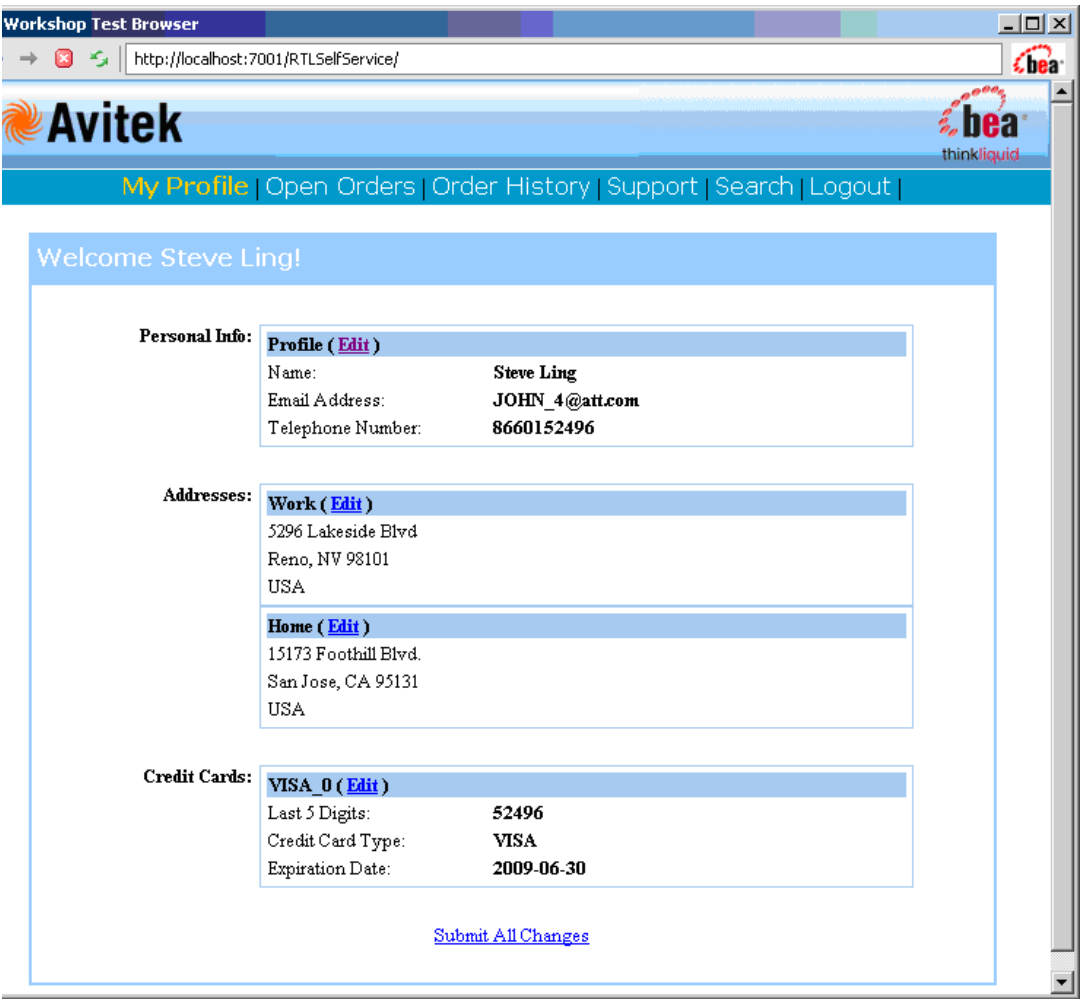 Workshop Test Browser
http://localhost:7001/RTLSelfService/
bea
Avitek
bea
thinkliquid
My Profile | Open Orders | Order History | Support | Search | Logout |
Welcome Steve Ling!
Personal Info:
Profile ( Edit )
Name: Steve Ling
Email Address: JOHN_4@att.com
Telephone Number: 8660152496
Addresses:
Work ( Edit )
5296 Lakeside Blvd
Reno, NV 98101
USA
Home ( Edit )
15173 Foothill Blvd.
San Jose, CA 95131
USA
Credit Cards:
VISA_0 ( Edit )
Last 5 Digits: 52496
Credit Card Type: VISA
Expiration Date: 2009-06-30
Submit All Changes